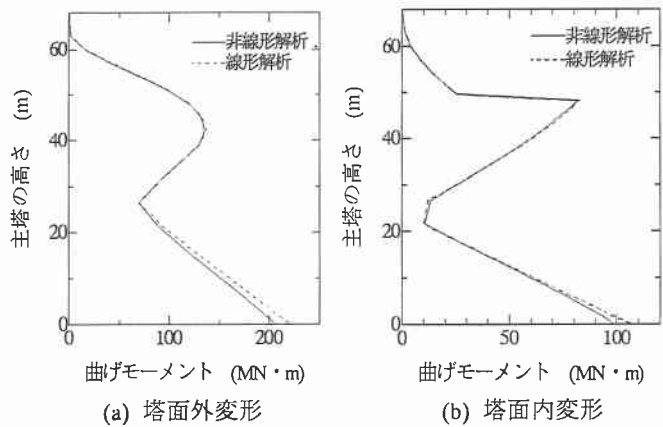 非線形解析
線形解析
主塔の高さ (m)
60
40
20
0
0
100
200
曲げモーメント (MN・m)
(a) 塔面外変形
非線形解析
線形解析
主塔の高さ (m)
60
40
20
0
0
50
100
曲げモーメント (MN・m)
(b) 塔面内変形